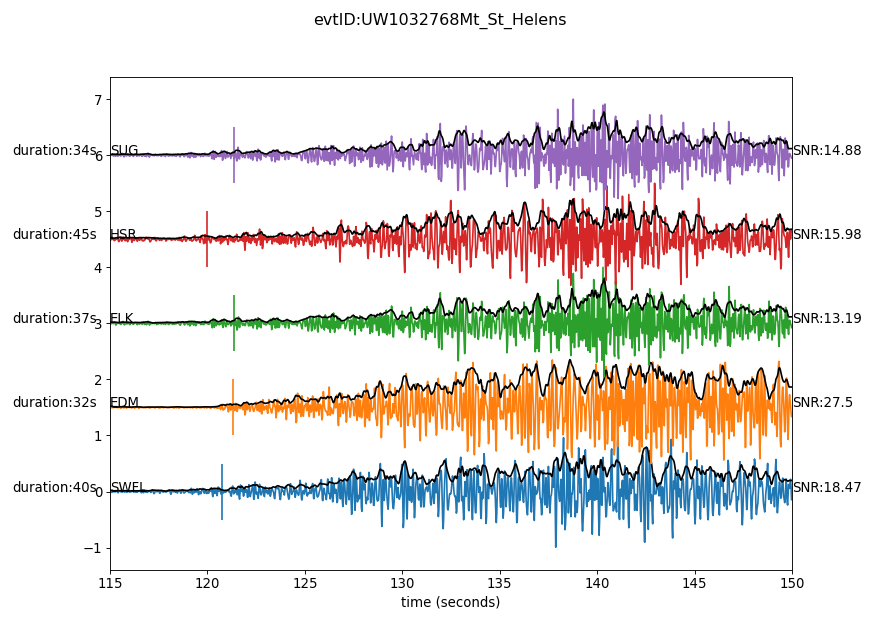 evtID:UW1032768Mt_St_Helens
7
duration:34s SUG SNR:14.88
6
5
duration:45s HSR SNR:15.98
4
duration:37s ELK SNR:13.19
3
2
duration:32s EDM SNR:27.5
1
duration:40s SWFL SNR:18.47
0
−1
115 120 125 130 135 140 145 150
time (seconds)